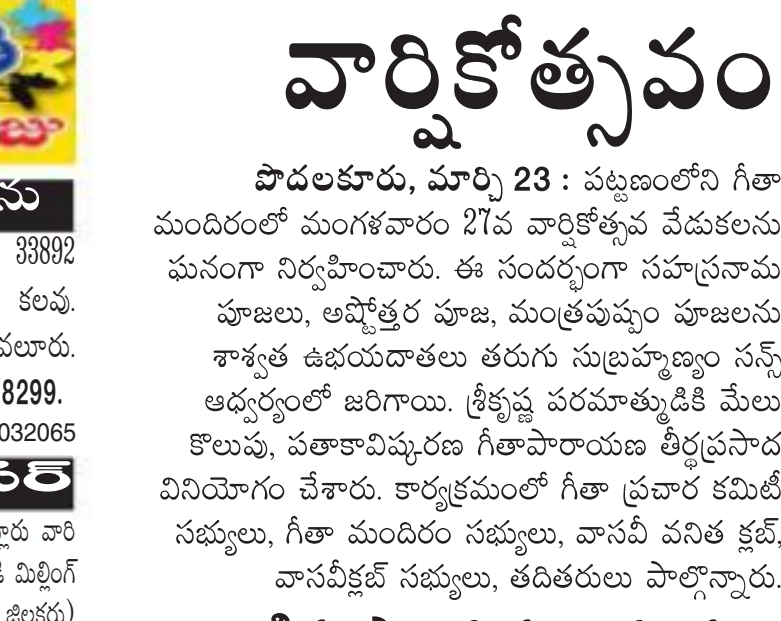 వార్షికోత్సవం
పొదలకూరు, మార్చి 23 : పట్టణంలోని గీతా
మందిరంలో మంగళవారం 27వ వార్షికోత్సవ వేడుకలను
ఘనంగా నిర్వహించారు. ఈ సందర్భంగా సహస్రనామ
పూజలు, అష్టోత్తర పూజ, మంత్రపుష్పం పూజలను
శాశ్వత ఉభయదాతలు తరుగు సుబ్రహ్మణ్యం సన్స్
ఆధ్వర్యంలో జరిగాయి. శ్రీకృష్ణ పరమాత్ముడికి మేలు
కొలుపు, పతాకావిష్కరణ గీతాపారాయణ తీర్థప్రసాద
వినియోగం చేశారు. కార్యక్రమంలో గీతా ప్రచార కమిటీ
సభ్యులు, గీతా మందిరం సభ్యులు, వాసవీ వనిత క్లబ్,
వాసవీక్లబ్ సభ్యులు, తదితరులు పాల్గొన్నారు.
ను
33892
కలవు.
వలూరు.
8299.
032065
వారి
మిల్లింగ్